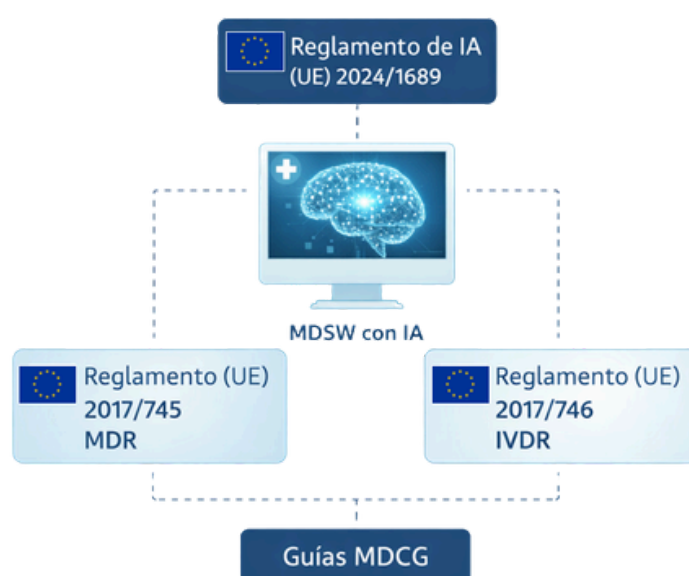 Reglamento de IA
(UE) 2024/1689
MDSW con IA
Reglamento (UE)
2017/745
MDR
Reglamento (UE)
2017/746
IVDR
Guías MDCG